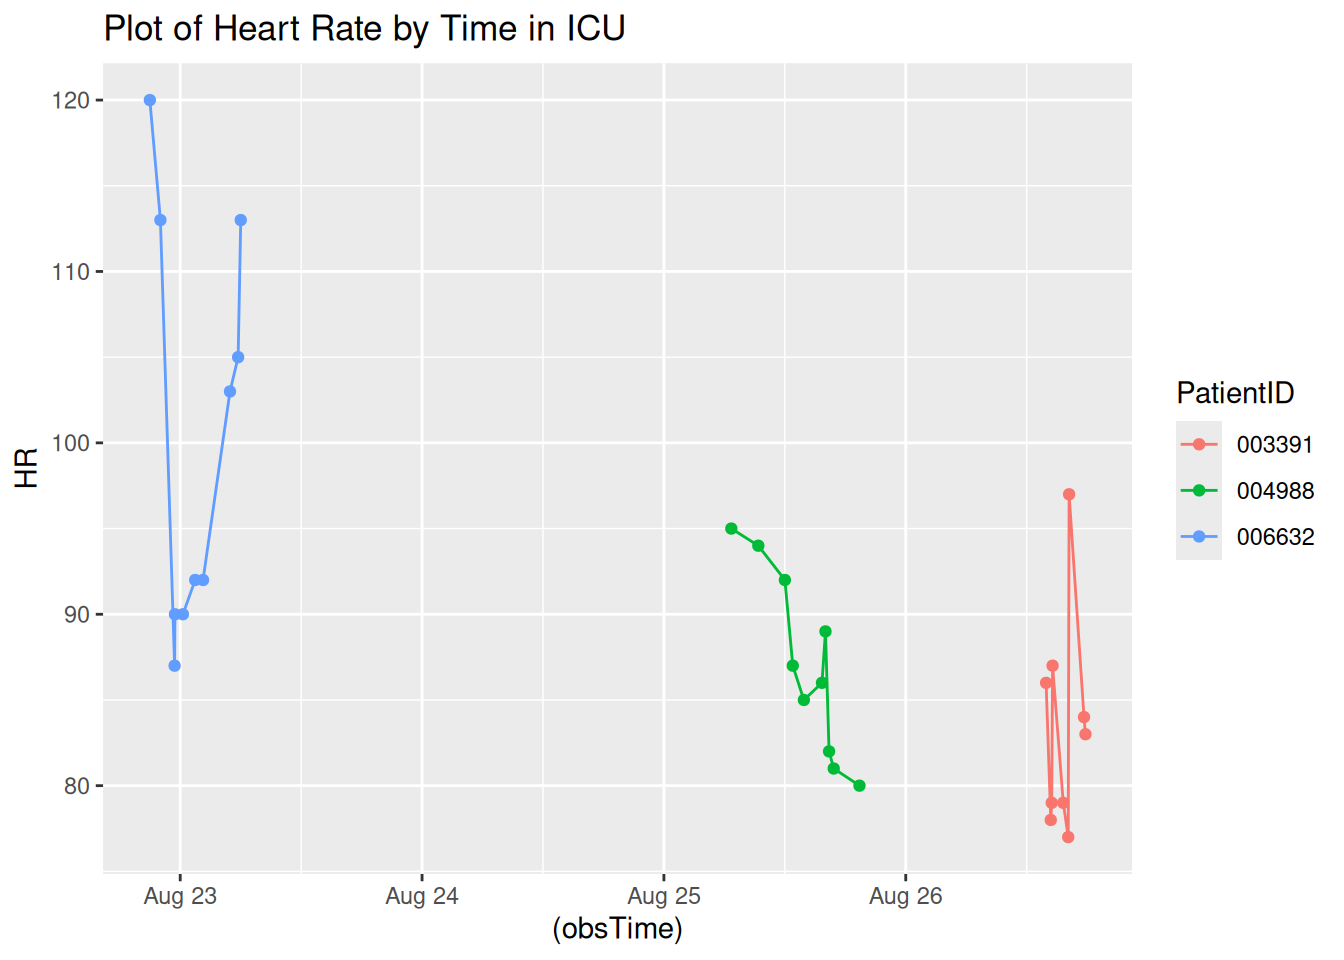 Plot of Heart Rate by Time in ICU
120
110
100
90
80
HR
Aug 23
Aug 24
Aug 25
Aug 26
(obsTime)
PatientID
003391
004988
006632